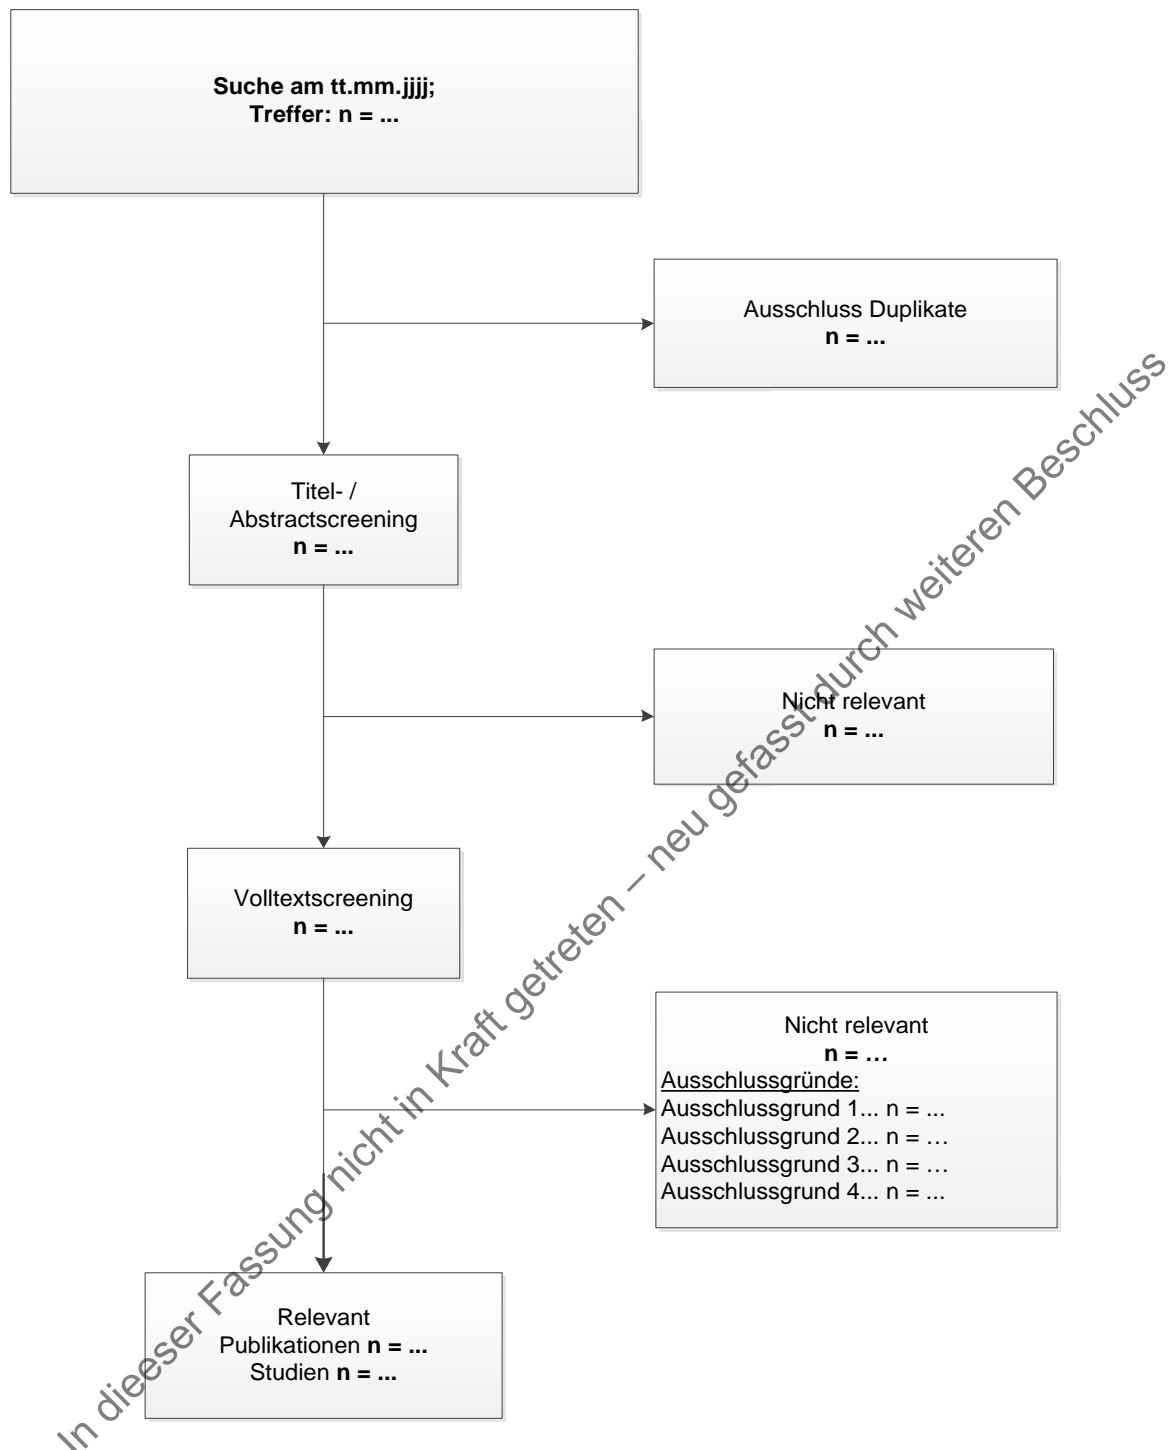 Suche am tt.mm.jjjj;
Treffer: n = ...
Ausschluss Duplikate
n = ...
Titel- /
Abstractscreening
n = ...
Nicht relevant
n = ...
Volltextscreening
n = ...
Nicht relevant
n = …
Ausschlussgründe:
Ausschlussgrund 1... n = ...
Ausschlussgrund 2... n = …
Ausschlussgrund 3... n = …
Ausschlussgrund 4... n = ...
Relevant
Publikationen n = ...
Studien n = ...
In dieeser Fassung nicht in Kraft getreten – neu gefasst durch weiteren Beschluss